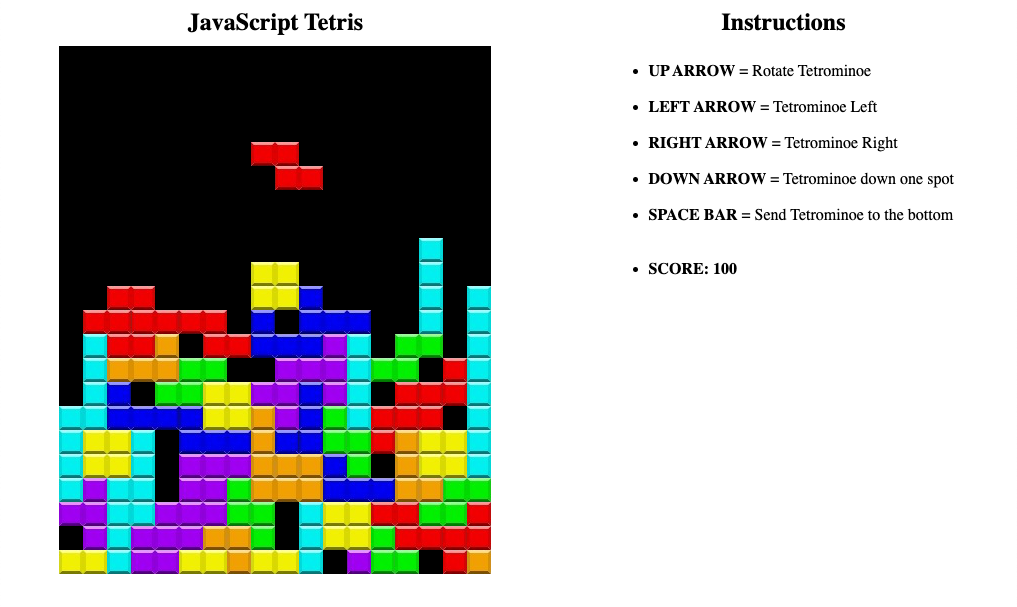 JavaScript Tetris
Instructions
UP ARROW = Rotate Tetrominoe
LEFT ARROW = Tetrominoe Left
RIGHT ARROW = Tetrominoe Right
DOWN ARROW = Tetrominoe down one spot
SPACE BAR = Send Tetrominoe to the bottom
SCORE: 100